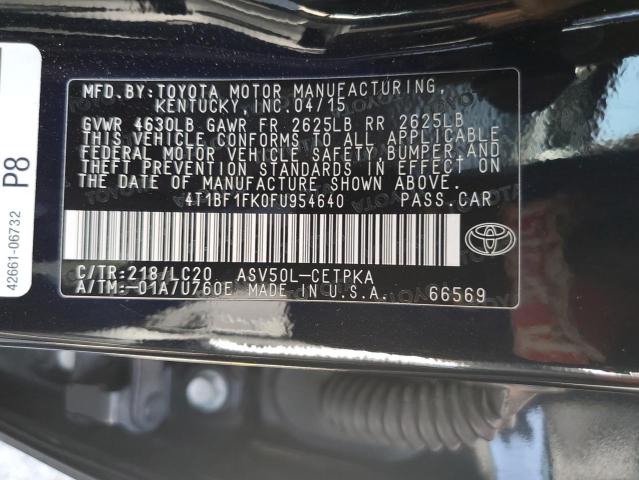 MFD.BY: TOYOTA MOTOR MANUFACTURING,
KENTUCKY, INC. 04/15
GVWR 4630LB GAWR FR 2625LB RR 2625LB
THIS VEHICLE CONFORMS TO ALL APPLICABLE
FEDERAL MOTOR VEHICLE SAFETY, BUMPER AND
THEFT PREVENTION STANDARDS IN EFFECT ON
THE DATE OF MANUFACTURE SHOWN ABOVE.
4T1BF1FK0FU954640 PASS.CAR
C/TR:218/LC20 ASV50L-CETPKA
A/TM:-01A/U760E MADE IN U.S.A. 66569
P8
42661-06732